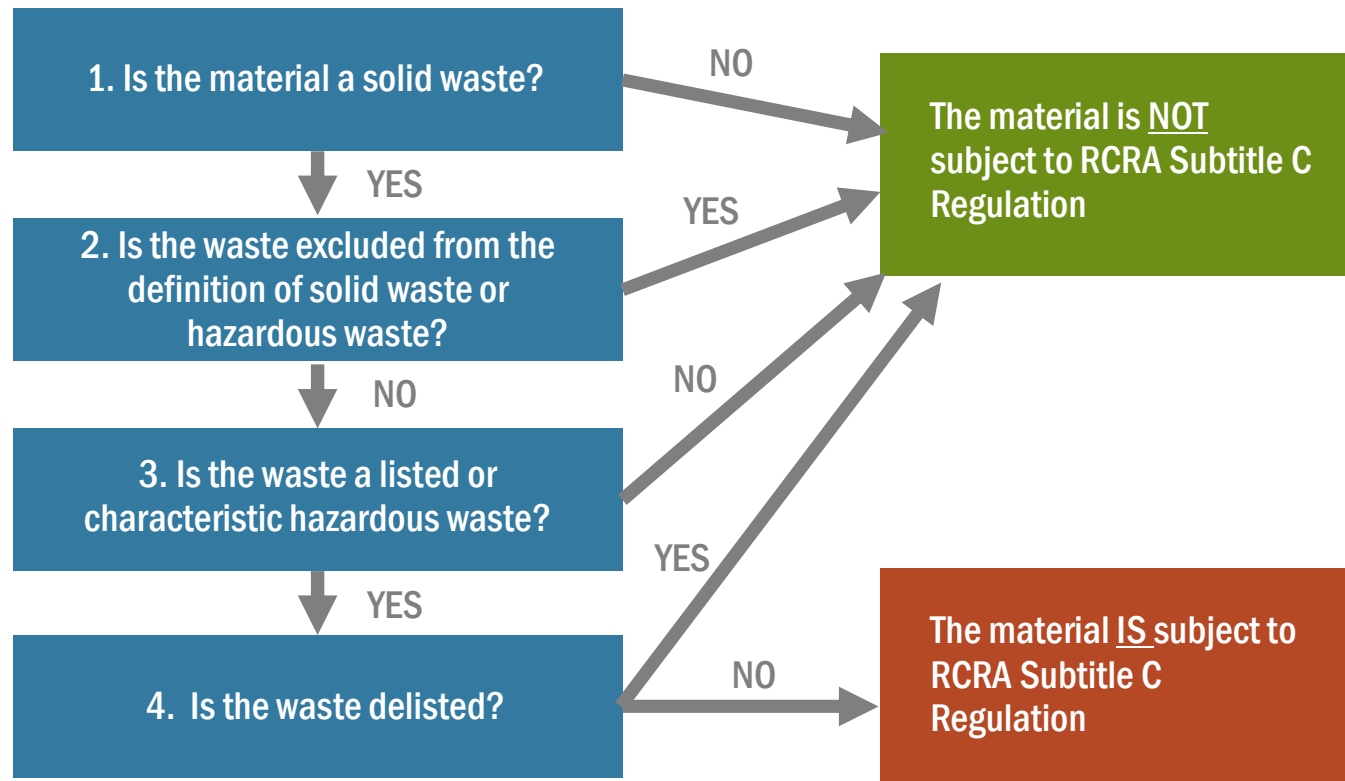 1. Is the material a solid waste?
NO
The material is NOT
subject to RCRA Subtitle C
Regulation
YES
2. Is the waste excluded from the
definition of solid waste or
hazardous waste?
YES
NO
3. Is the waste a listed or
characteristic hazardous waste?
NO
YES
4. Is the waste delisted?
YES
NO
The material IS subject to
RCRA Subtitle C
Regulation